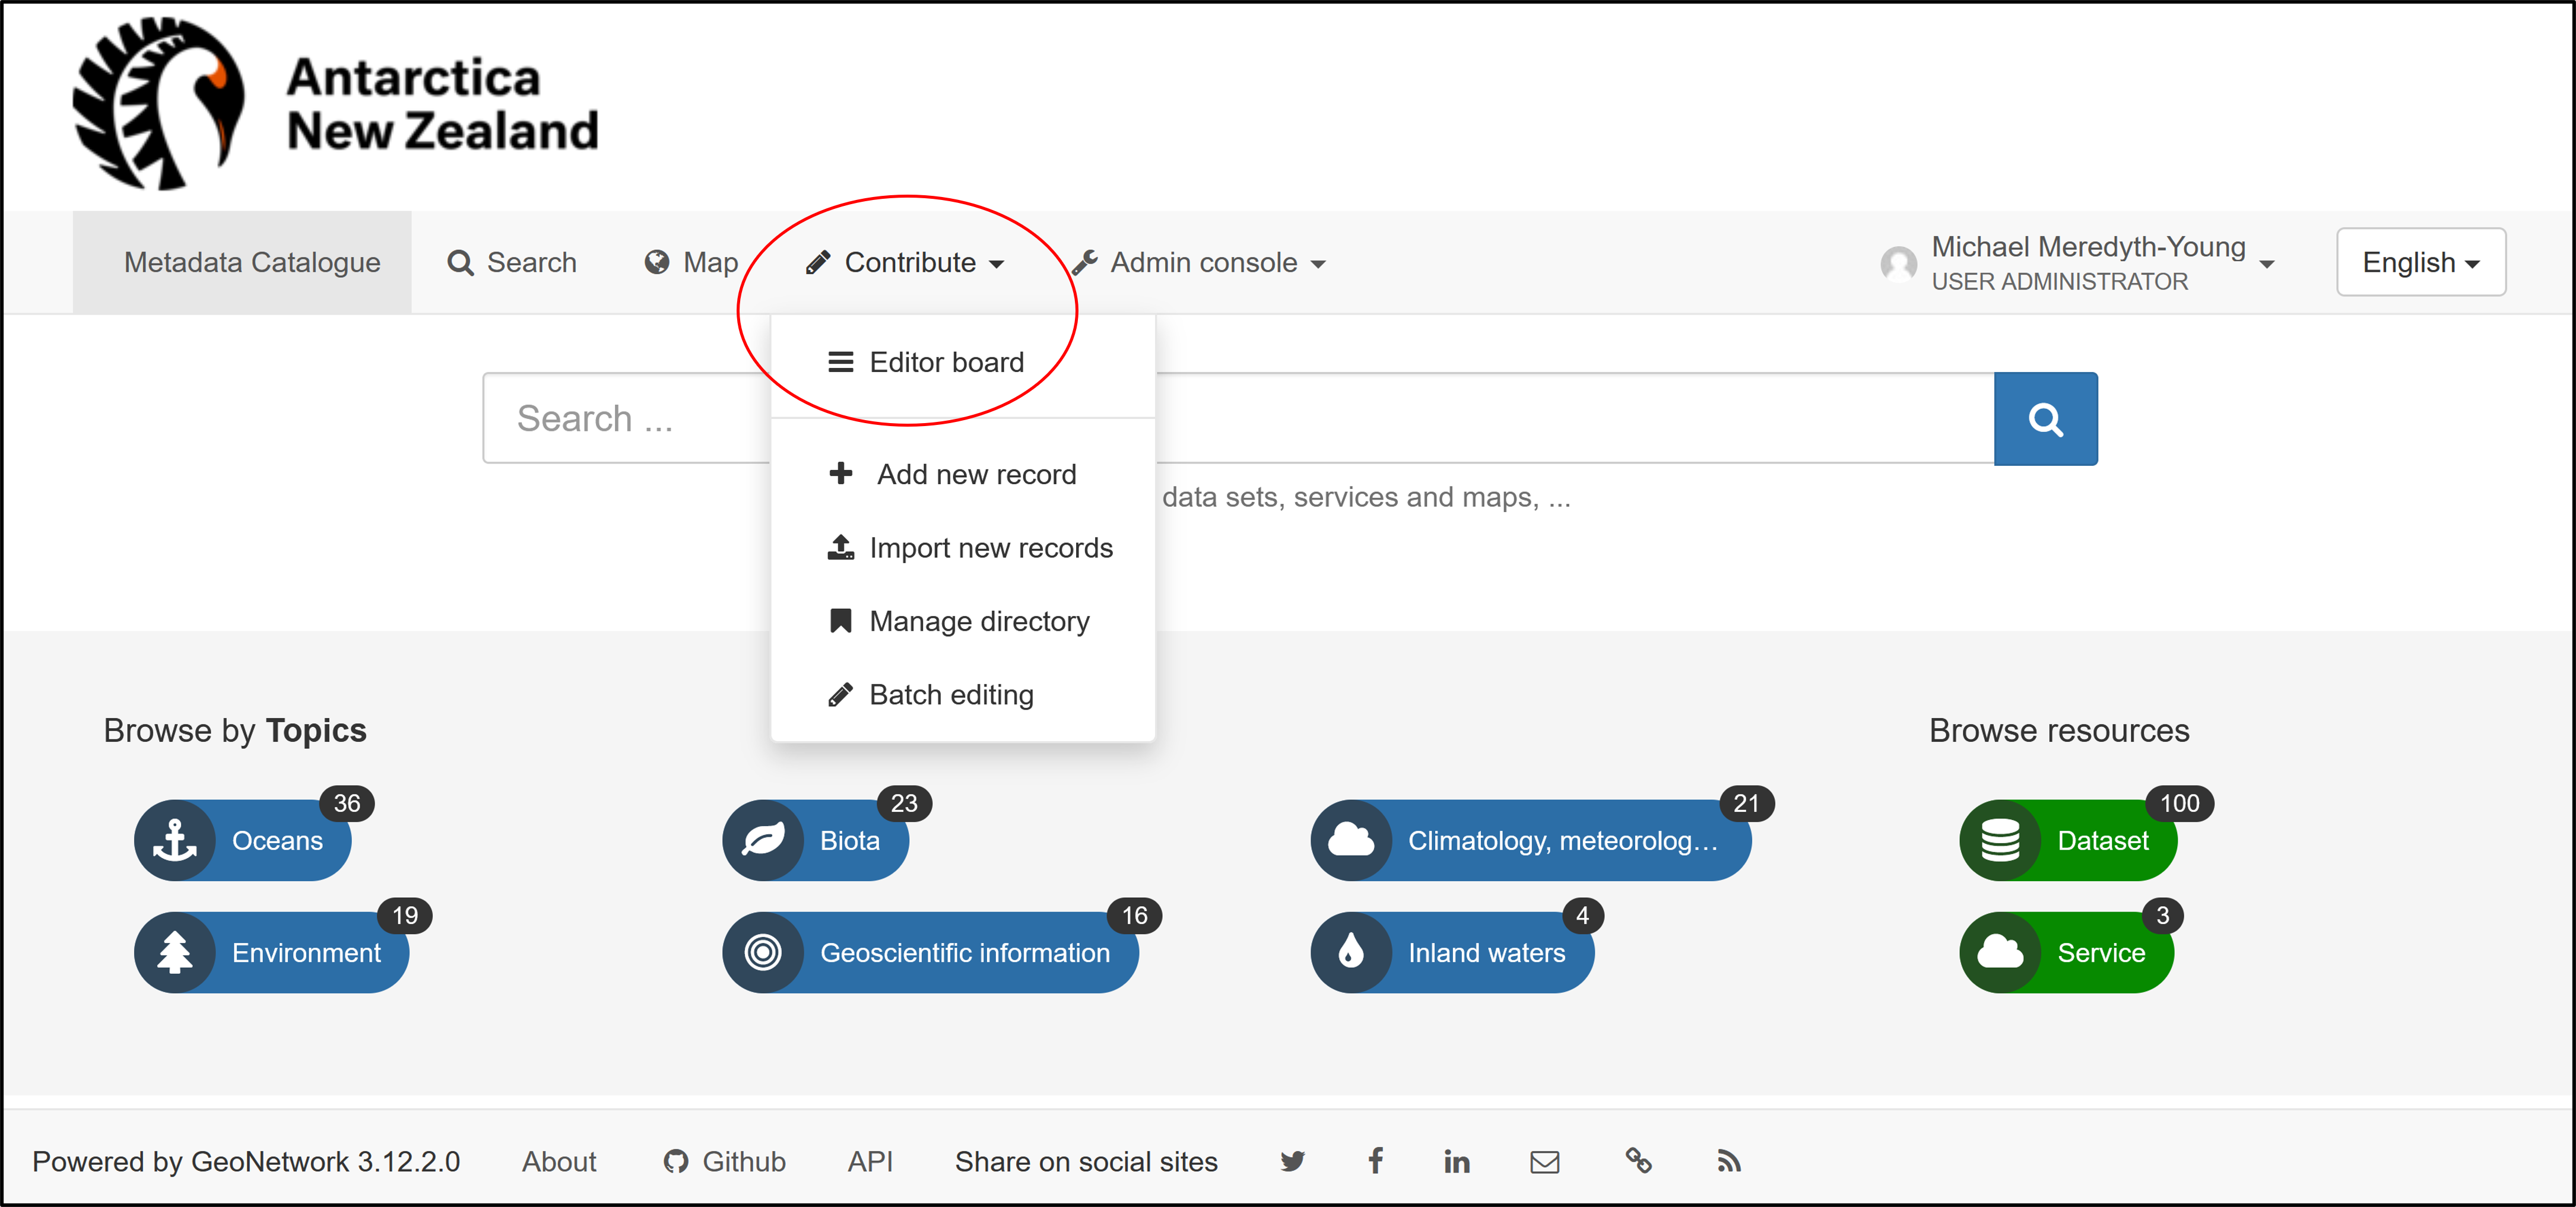 Antarctica
New Zealand
Metadata Catalogue
Search
Map
Contribute
Admin console
Michael Meredyth-Young
USER ADMINISTRATOR
English
Editor board
Search ...
Add new record
data sets, services and maps, ...
Import new records
Manage directory
Batch editing
Browse by Topics
Browse resources
36
Oceans
23
Biota
21
Climatology, meteorolog...
100
Dataset
19
Environment
16
Geoscientific information
4
Inland waters
3
Service
Powered by GeoNetwork 3.12.2.0
About
Github
API
Share on social sites